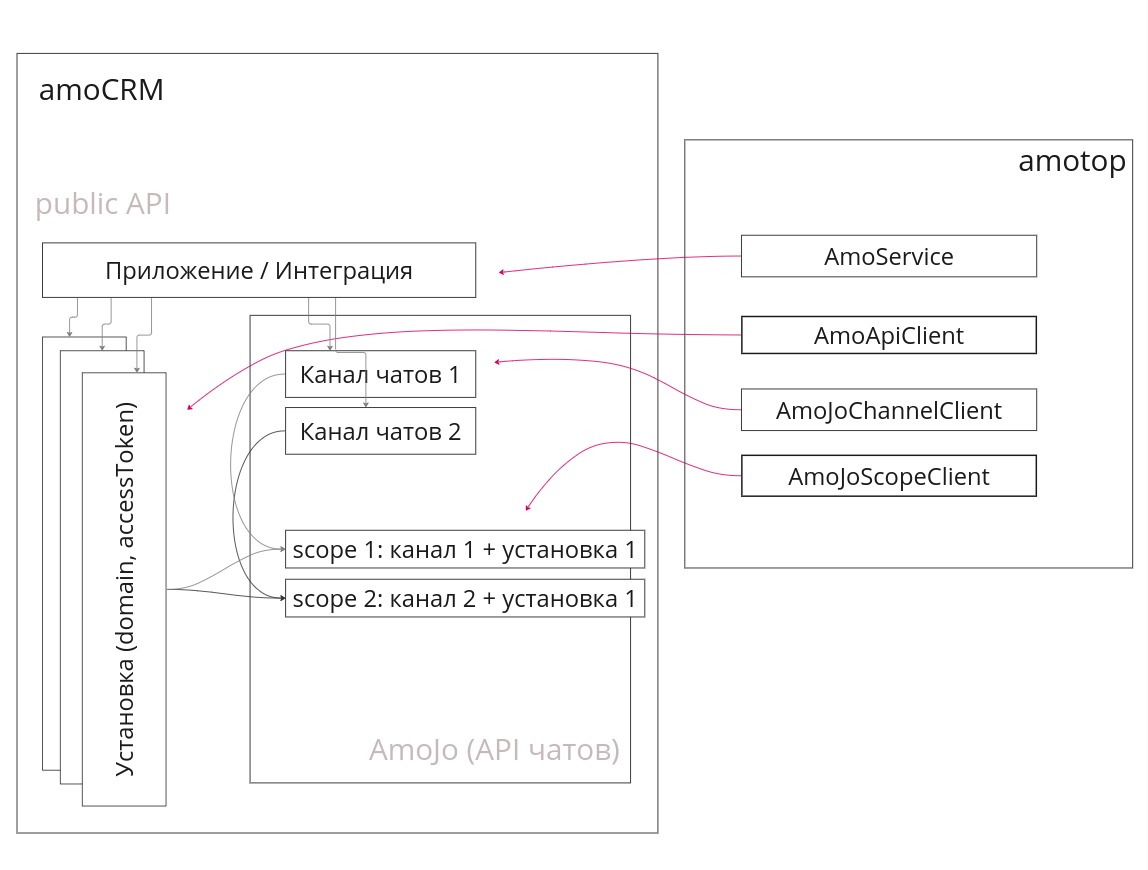 amoCRM
public API
Приложение / Интеграция
Установка (domain, accessToken)
Канал чатов 1
Канал чатов 2
scope 1: канал 1 + установка 1
scope 2: канал 2 + установка 1
AmoJo (API чатов)
amotop
AmoService
AmoApiClient
AmoJoChannelClient
AmoJoScopeClient